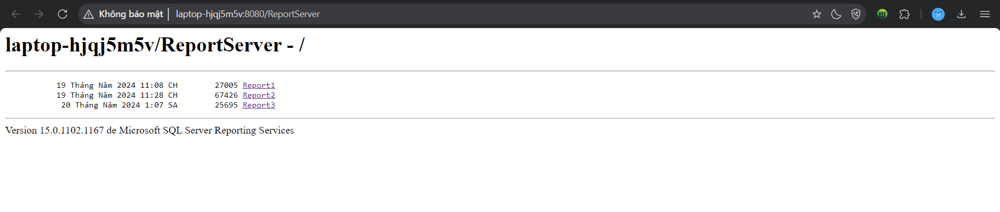 Không bảo mật laptop-hjqj5m5v:8080/ReportServer
laptop-hjqj5m5v/ReportServer - /
19 Tháng Năm 2024 11:08 CH 27005 Report1
19 Tháng Năm 2024 11:28 CH 67426 Report2
20 Tháng Năm 2024 1:07 SA 25695 Report3
Version 15.0.1102.1167 de Microsoft SQL Server Reporting Services